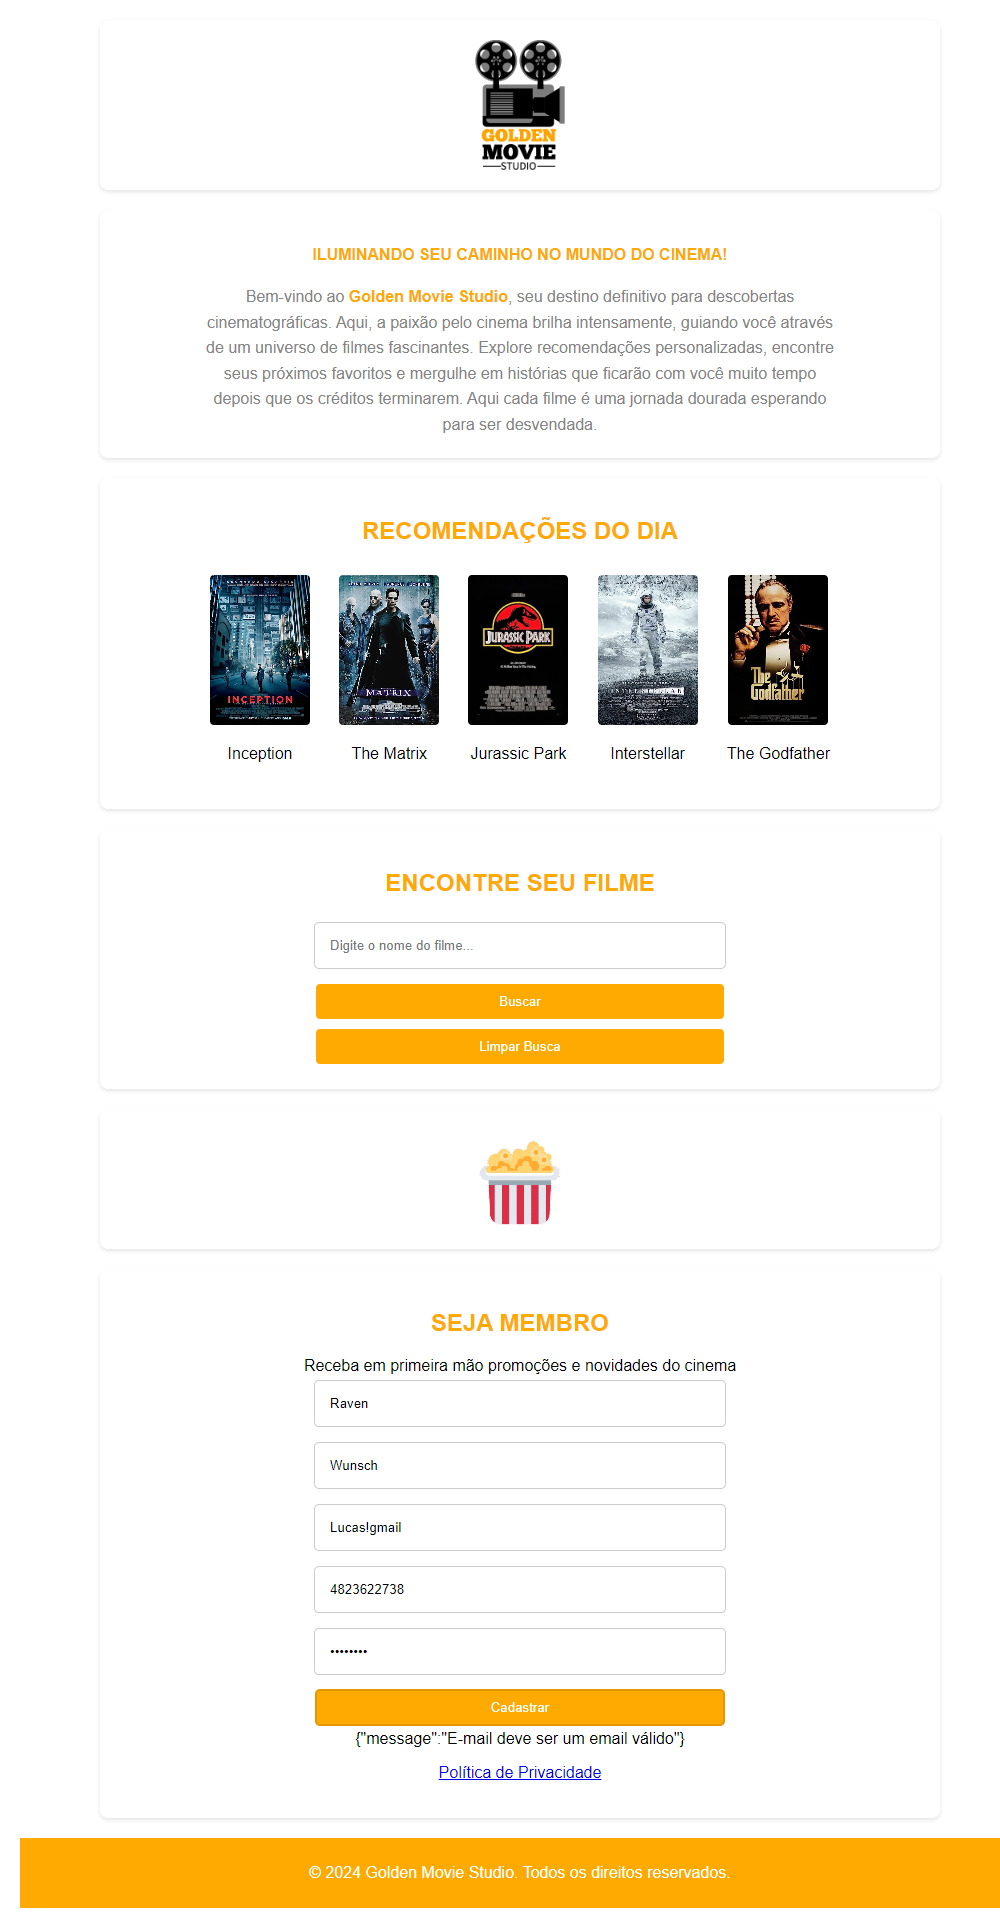 GOLDEN
MOVIE
STUDIO
ILUMINANDO SEU CAMINHO NO MUNDO DO CINEMA!
Bem-vindo ao Golden Movie Studio, seu destino definitivo para descobertas
cinematográficas. Aqui, a paixão pelo cinema brilha intensamente, guiando você através
de um universo de filmes fascinantes. Explore recomendações personalizadas, encontre
seus próximos favoritos e mergulhe em histórias que ficarão com você muito tempo
depois que os créditos terminarem. Aqui cada filme é uma jornada dourada esperando
para ser desvendada.
RECOMENDAÇÕES DO DIA
INCEPTION
MATRIX
JURASSIC PARK
The
Godfather
Inception
The Matrix
Jurassic Park
Interstellar
The Godfather
ENCONTRE SEU FILME
Digite o nome do filme...
Buscar
Limpar Busca
SEJA MEMBRO
Receba em primeira mão promoções e novidades do cinema
Raven
Wunsch
Lucas!gmail
4823622738
••••••••
Cadastrar
{"message":"E-mail deve ser um email válido"}
Política de Privacidade
© 2024 Golden Movie Studio. Todos os direitos reservados.